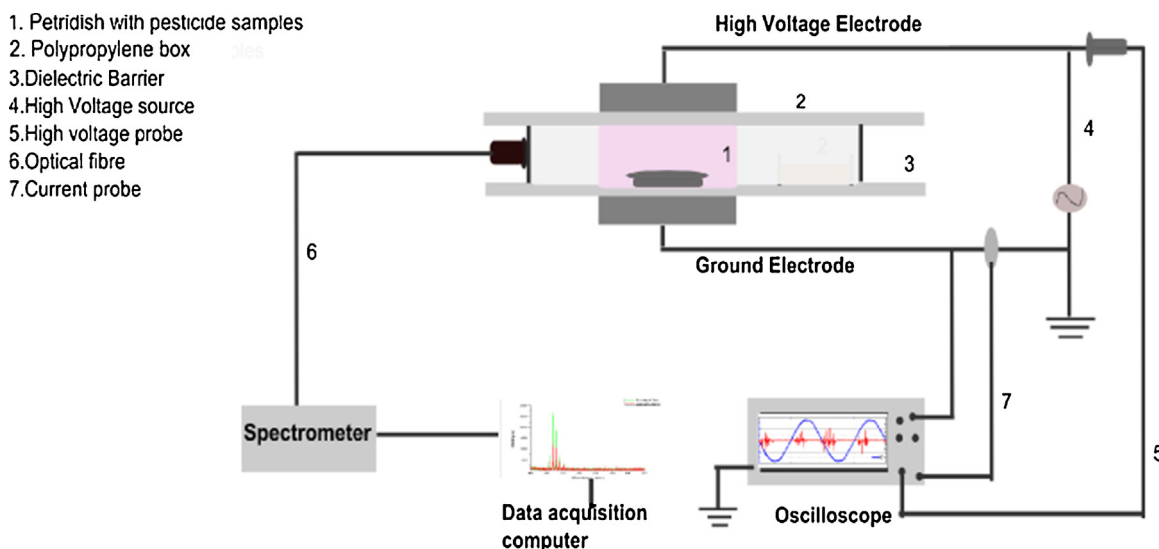 1. Petridish with pesticide samples
2. Polypropylene box
3.Dielectric Barrier
4.High Voltage source
5.High voltage probe
6.Optical fibre
7.Current probe
High Voltage Electrode
2
4
1
2
3
6
Ground Electrode
7
5
Spectrometer
Data acquisition
computer
Oscilloscope